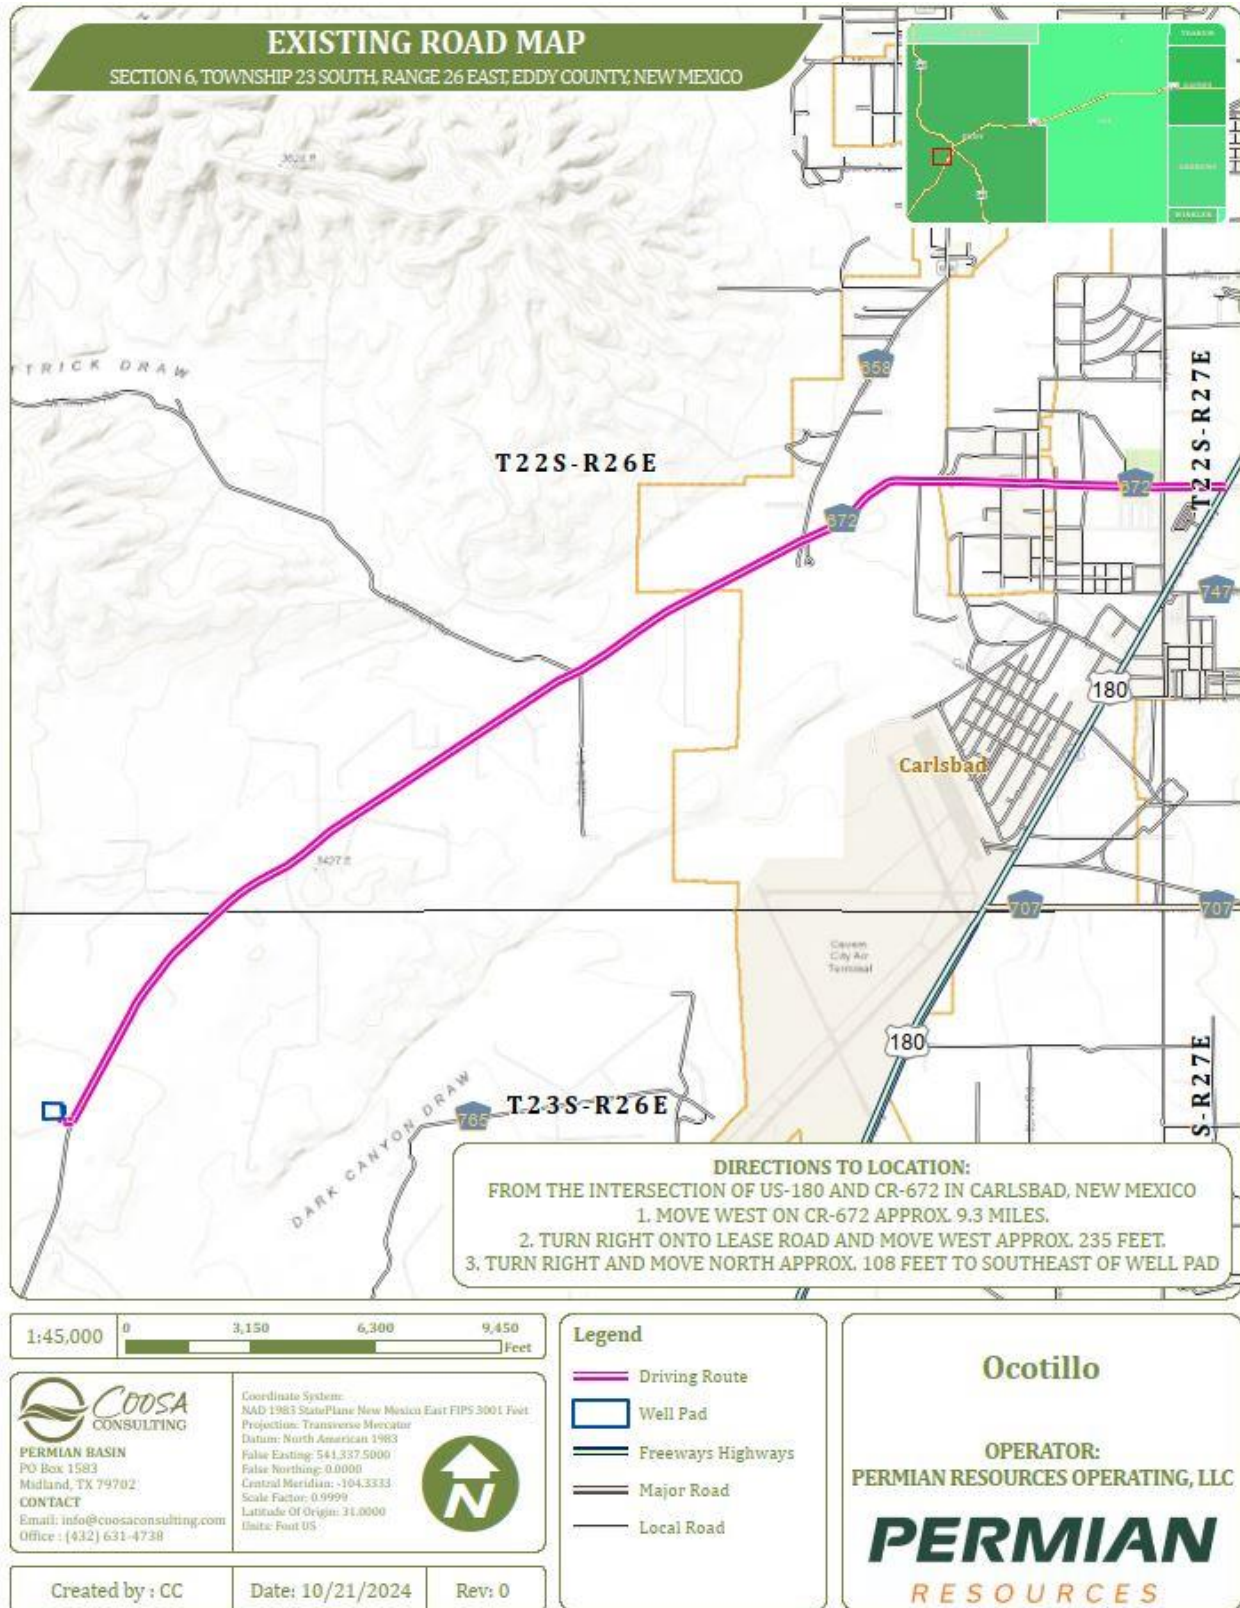 EXISTING ROAD MAP
SECTION 6, TOWNSHIP 23 SOUTH, RANGE 26 EAST, EDDY COUNTY, NEW MEXICO
YOAKUM
GAINES
ANDREWS
WINKLER
3628 ft
TTRICK DRAW
658
T22S-R26E
T22S-R27E
672
672
747
180
Carlsbad
3427 ft
707
707
Cavern
City Air
Terminal
180
S-R27E
DARK CANYON DRAW
765
T23S-R26E
DIRECTIONS TO LOCATION:
FROM THE INTERSECTION OF US-180 AND CR-672 IN CARLSBAD, NEW MEXICO
1. MOVE WEST ON CR-672 APPROX. 9.3 MILES.
2. TURN RIGHT ONTO LEASE ROAD AND MOVE WEST APPROX. 235 FEET.
3. TURN RIGHT AND MOVE NORTH APPROX. 108 FEET TO SOUTHEAST OF WELL PAD
1:45,000
0 3,150 6,300 9,450
Feet
COOSA
CONSULTING
PERMIAN BASIN
PO Box 1583
Midland, TX 79702
CONTACT
Email: info@coosaconsulting.com
Office : (432) 631-4738
Coordinate System:
NAD 1983 StatePlane New Mexico East FIPS 3001 Feet
Projection: Transverse Mercator
Datum: North American 1983
False Easting: 541,337.5000
False Northing: 0.0000
Central Meridian: -104.3333
Scale Factor: 0.9999
Latitude Of Origin: 31.0000
Units: Foot US
N
Created by : CC
Date: 10/21/2024
Rev: 0
Legend
Driving Route
Well Pad
Freeways Highways
Major Road
Local Road
Ocotillo
OPERATOR:
PERMIAN RESOURCES OPERATING, LLC
PERMIAN
RESOURCES